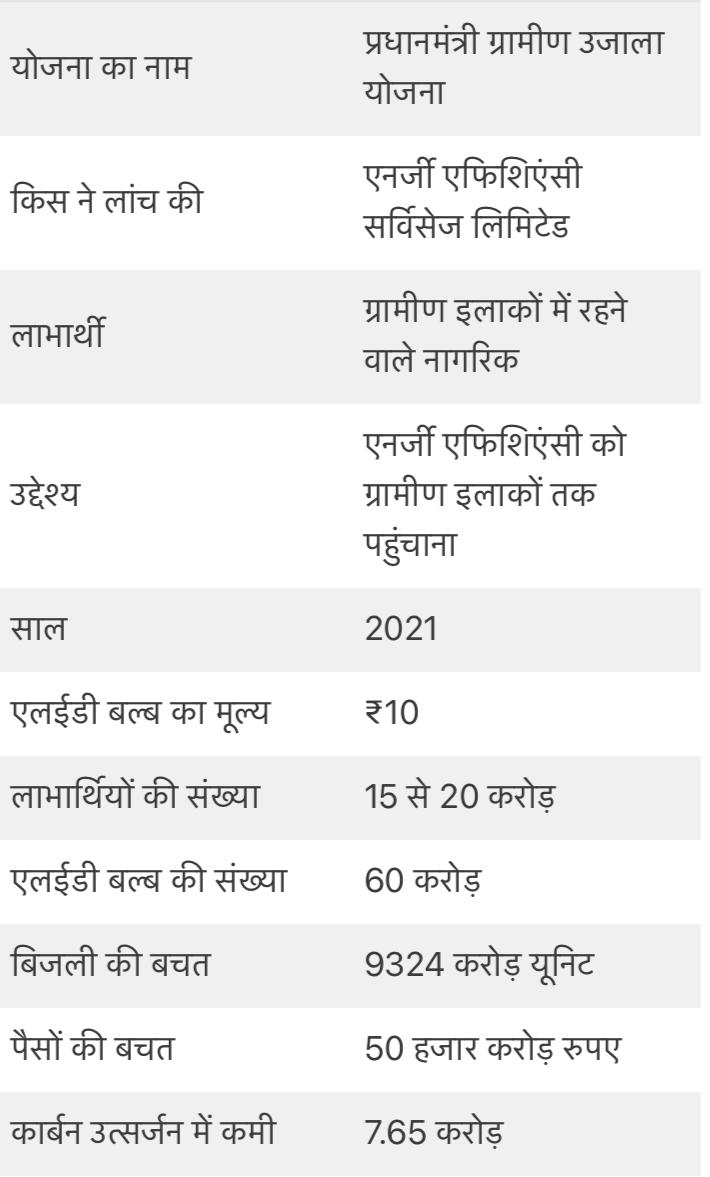 योजना का नाम
प्रधानमंत्री ग्रामीण उजाला
योजना
किस ने लांच की
एनर्जी एफिशिएंसी
सर्विसेज लिमिटेड
लाभार्थी
ग्रामीण इलाकों में रहने
वाले नागरिक
उद्देश्य
एनर्जी एफिशिएंसी को
ग्रामीण इलाकों तक
पहुंचाना
साल 2021
एलईडी बल्ब का मूल्य ₹10
लाभार्थियों की संख्या 15 से 20 करोड़
एलईडी बल्ब की संख्या 60 करोड़
बिजली की बचत 9324 करोड़ यूनिट
पैसों की बचत 50 हजार करोड़ रुपए
कार्बन उत्सर्जन में कमी 7.65 करोड़